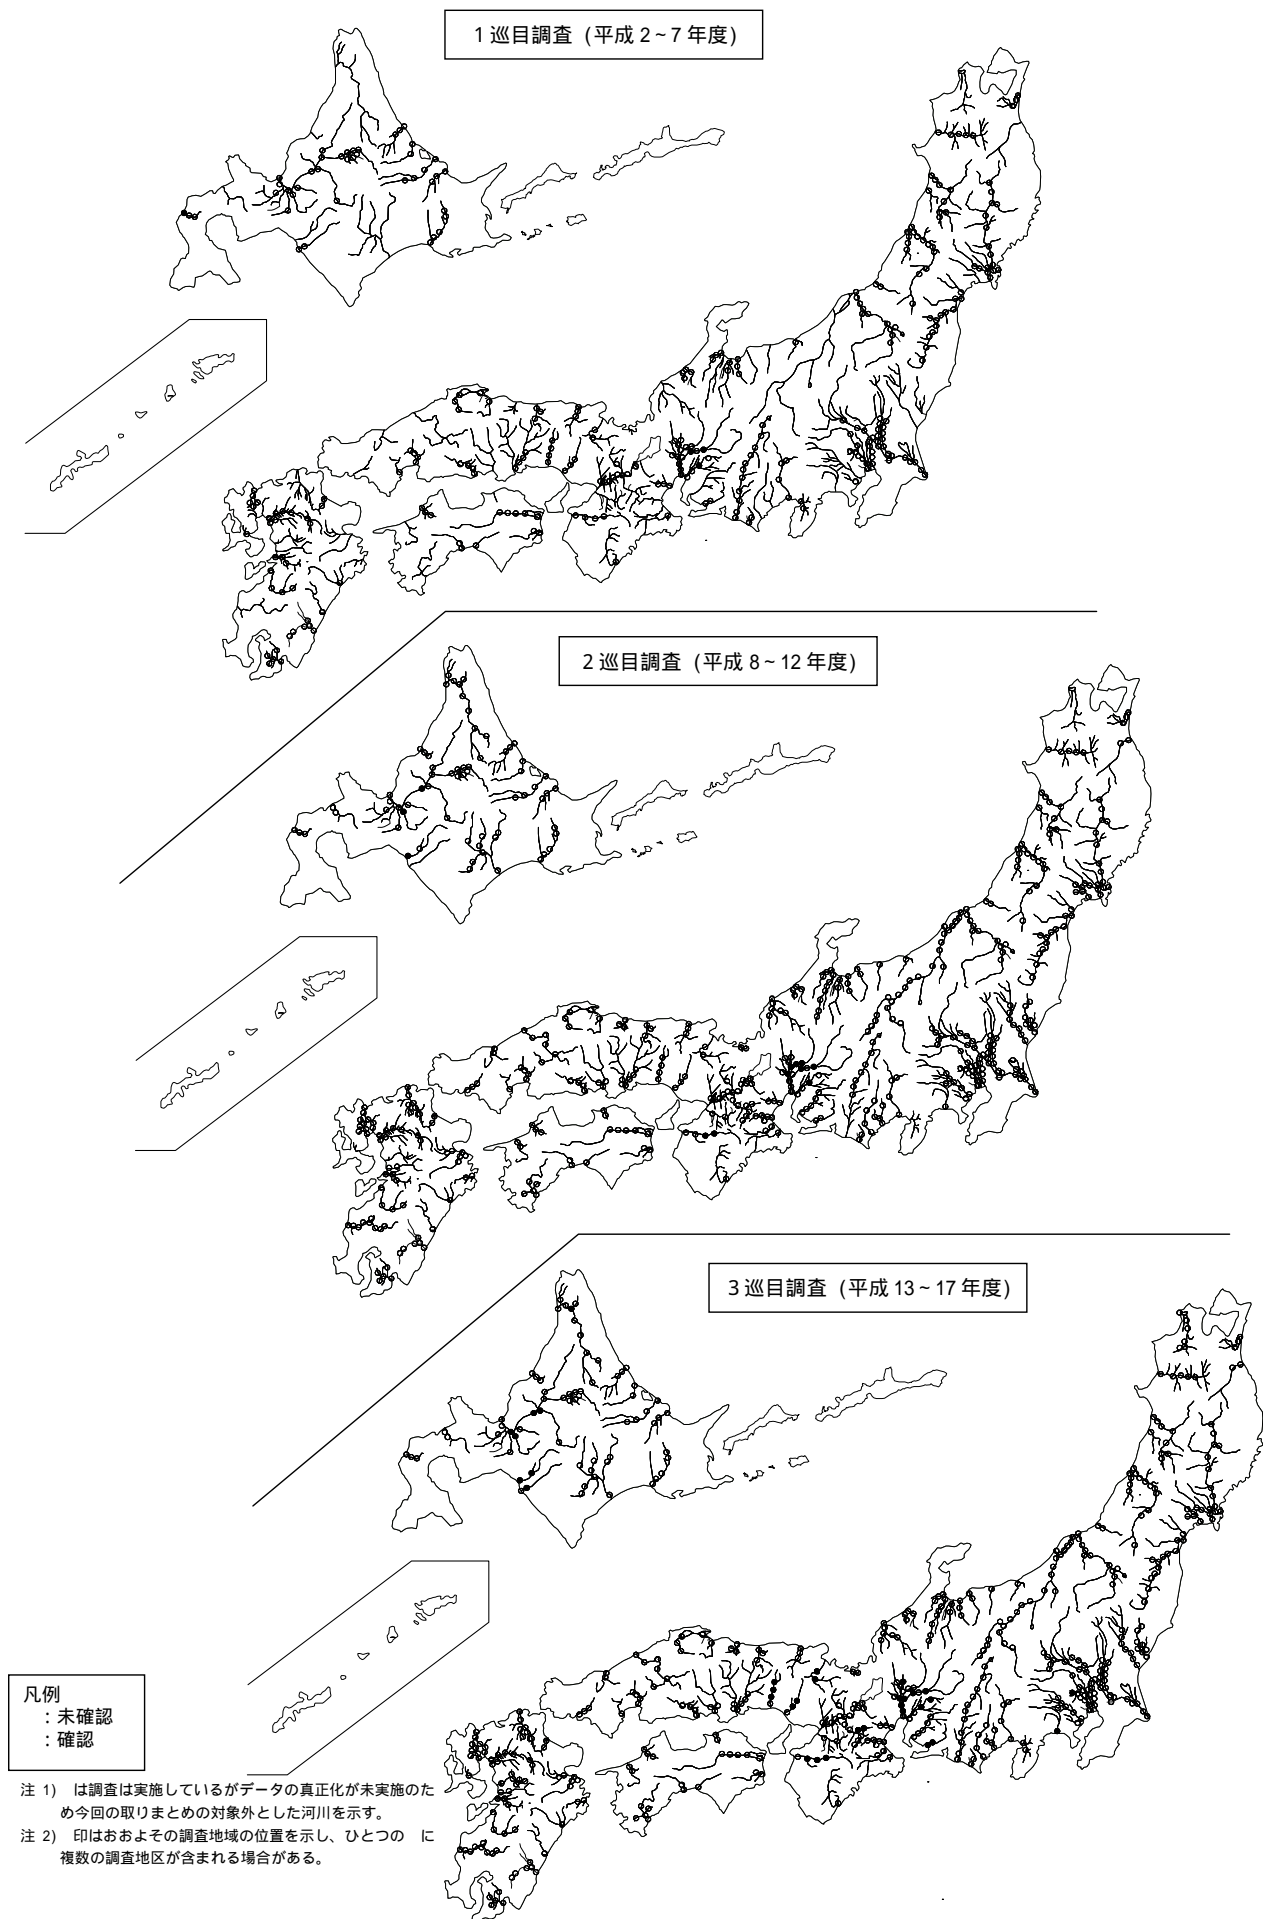 1 巡目調査 (平成 2~7 年度)
2 巡目調査 (平成 8~12 年度)
3 巡目調査 (平成 13~17 年度)
凡例
:未確認
:確認
注 1) は調査は実施しているがデータの真正化が未実施のた
め今回の取りまとめの対象外とした河川を示す。
注 2) 印はおおよその調査地域の位置を示し、ひとつの に
複数の調査地区が含まれる場合がある。